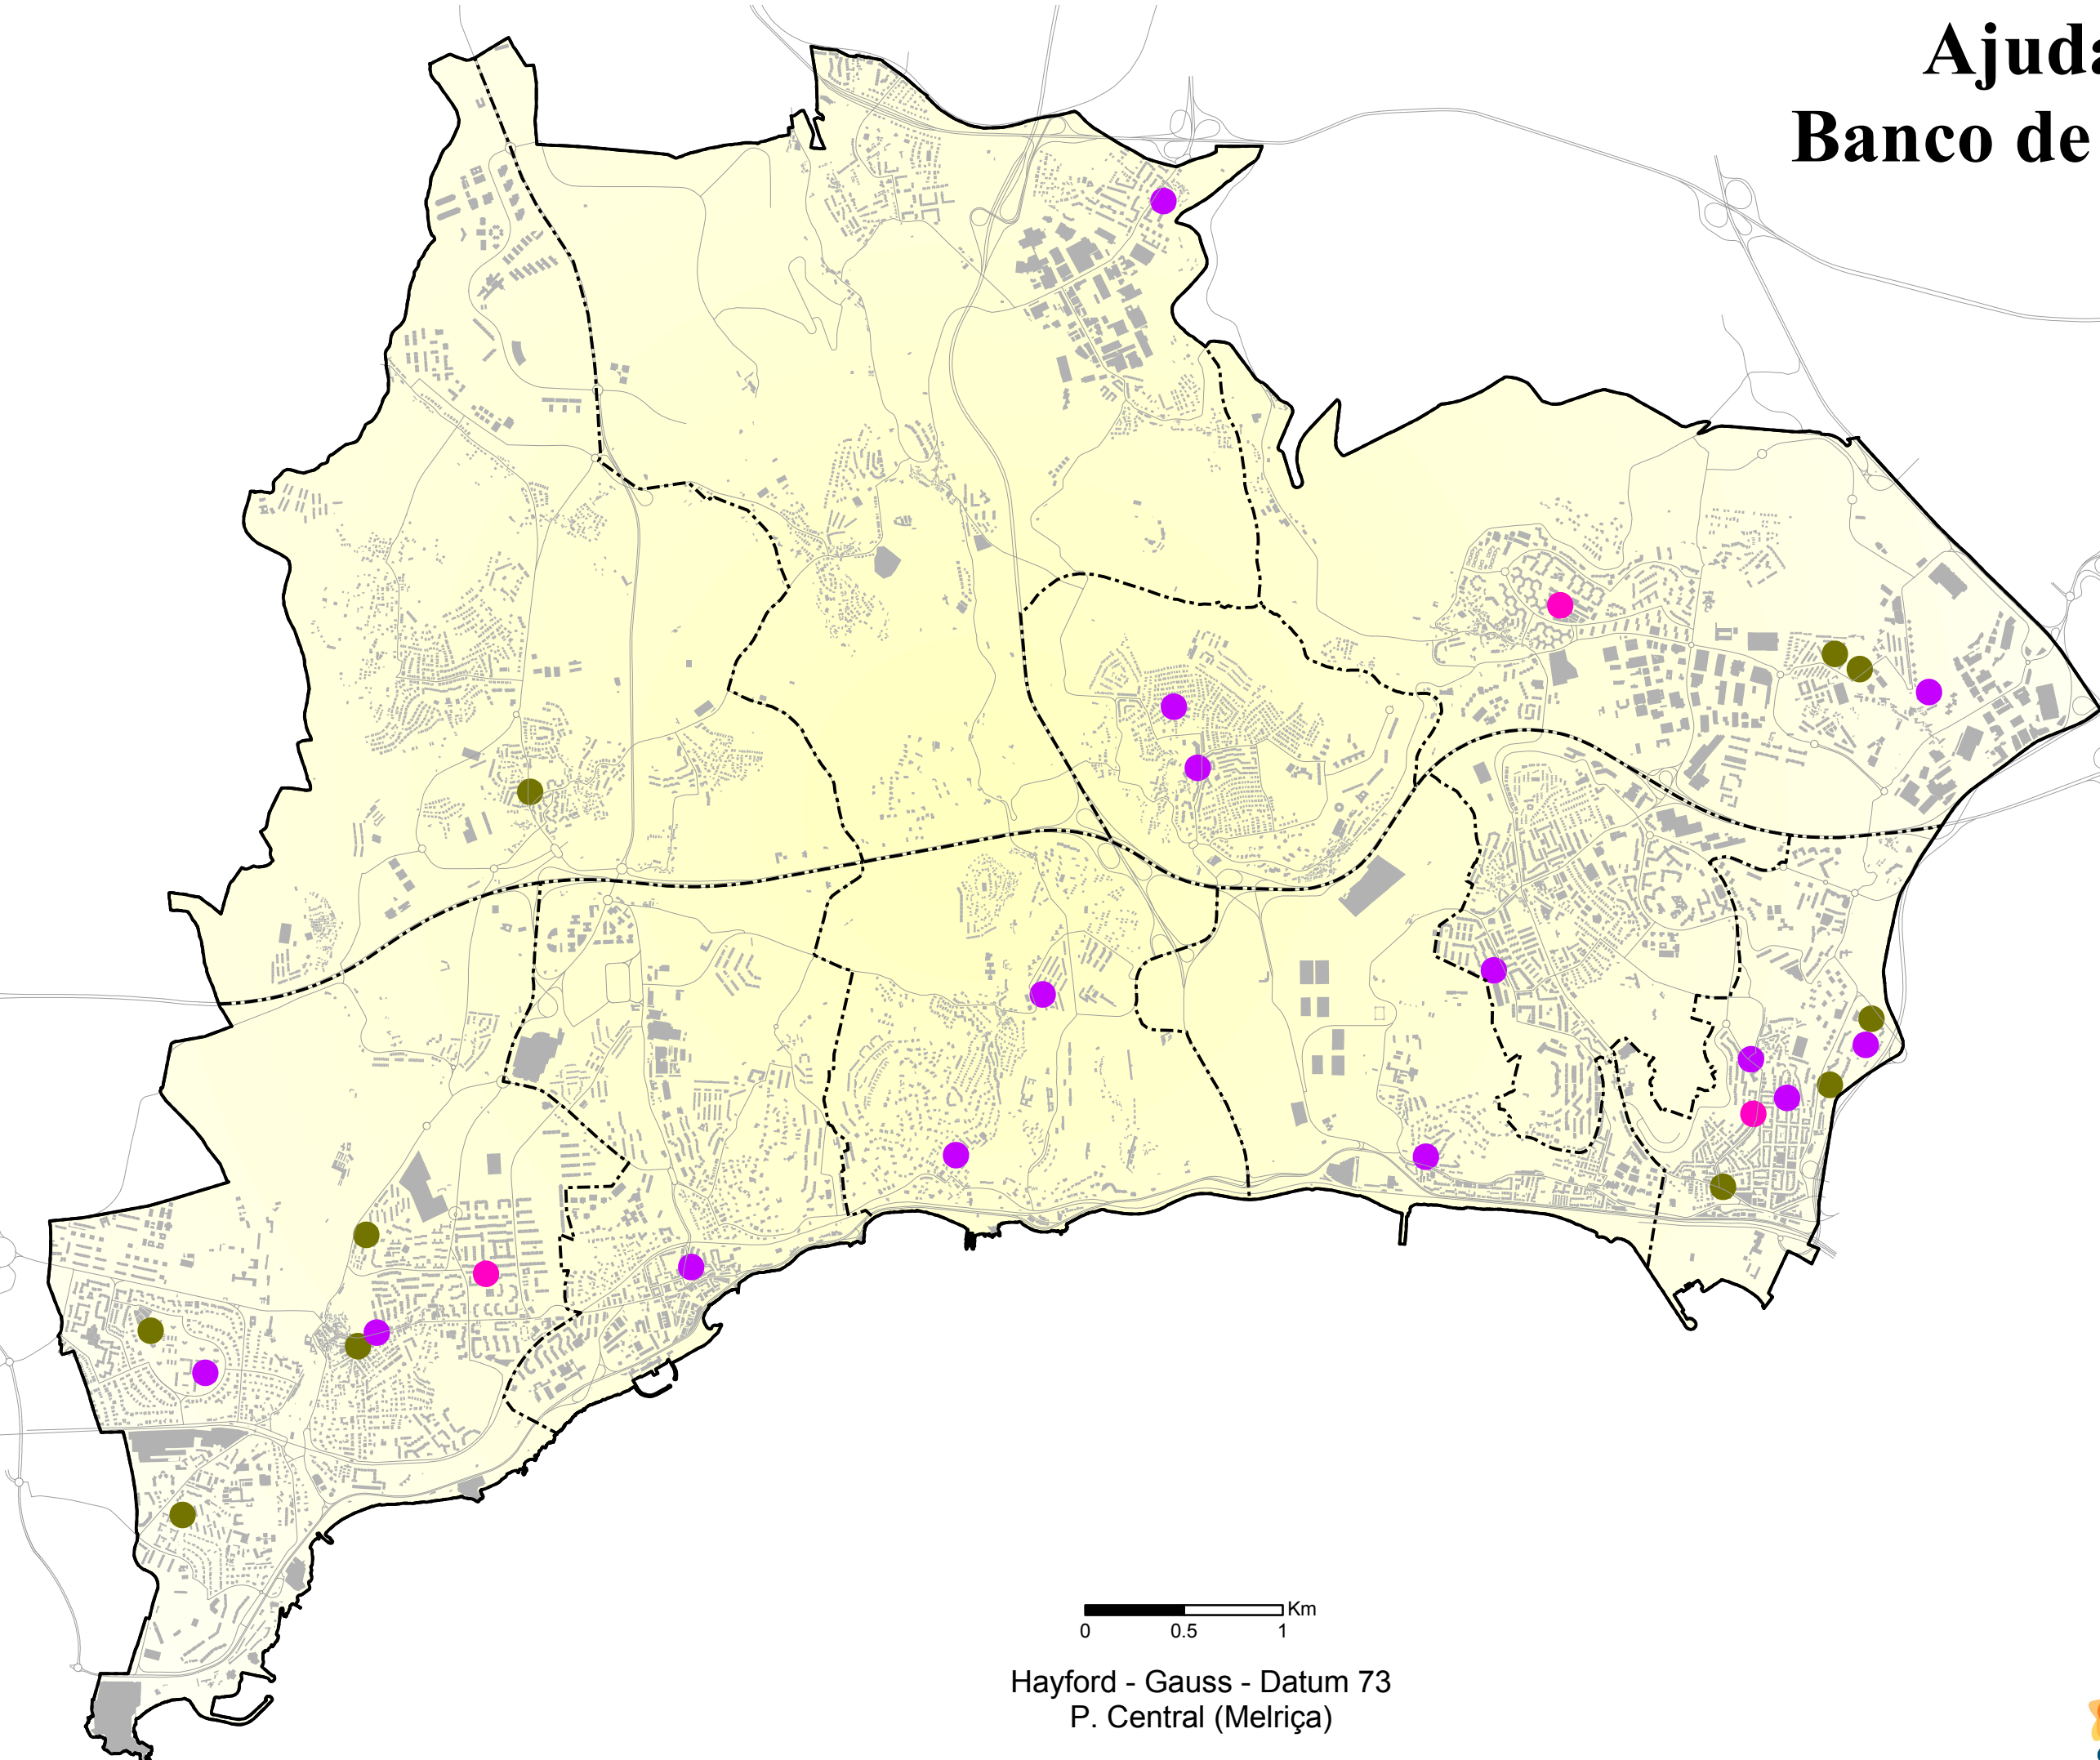 Ajuda
Banco de
Km
0 0.5 1
Hayford - Gauss - Datum 73
P. Central (Melriça)